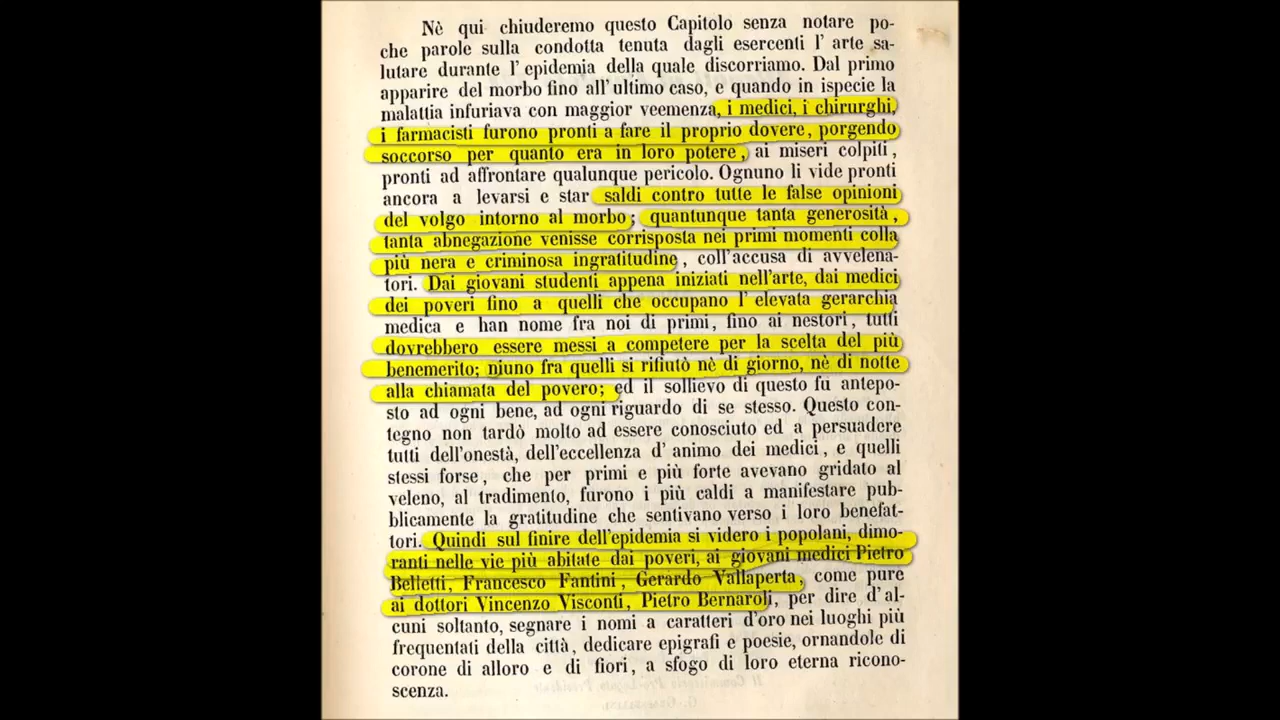 Nè qui chiuderemo questo Capitolo senza notare po-
che parole sulla condotta tenuta dagli esercenti l' arte sa-
lutare durante l' epidemia della quale discorriamo. Dal primo
apparire del morbo fino all' ultimo caso, e quando in ispecie la
malattia infuriava con maggior veemenza, i medici, i chirurghi,
i farmacisti furono pronti a fare il proprio dovere, porgendo
soccorso per quanto era in loro potere, ai miseri colpiti,
pronti ad affrontare qualunque pericolo. Ognuno li vide pronti
ancora a levarsi e star saldi contro tutte le false opinioni
del volgo intorno al morbo; quantunque tanta generosità,
tanta abnegazione venisse corrisposta nei primi momenti colla
più nera e criminosa ingratitudine, coll'accusa di avvelena-
tori. Dai giovani studenti appena iniziati nell'arte, dai medici
dei poveri fino a quelli che occupano l' elevata gerarchia
medica e han nome fra noi di primi, fino ai nestori, tutti
dovrebbero essere messi a competere per la scelta del più
benemerito; niuno fra quelli si rifiutò nè di giorno, nè di notte
alla chiamata del povero; ed il sollievo di questo fù antepo-
sto ad ogni bene, ad ogni riguardo di se stesso. Questo con-
tegno non tardò molto ad essere conosciuto ed a persuadere
tutti dell'onestà, dell'eccellenza d' animo dei medici, e quelli
stessi forse, che per primi e più forte avevano gridato al
veleno, al tradimento, furono i più caldi a manifestare pub-
blicamente la gratitudine che sentivano verso i loro benefat-
tori. Quindi sul finire dell'epidemia si videro i popolani, dimo-
ranti nelle vie più abitate dai poveri, ai giovani medici Pietro
Belletti, Francesco Fantini, Gerardo Vallaperta, come pure
ai dottori Vincenzo Visconti, Pietro Bernaroli, per dire d'al-
cuni soltanto, segnare i nomi a caratteri d'oro nei luoghi più
frequentati della città, dedicare epigrafi e poesie, ornandole di
corone di alloro e di fiori, a sfogo di loro eterna ricono-
scenza.